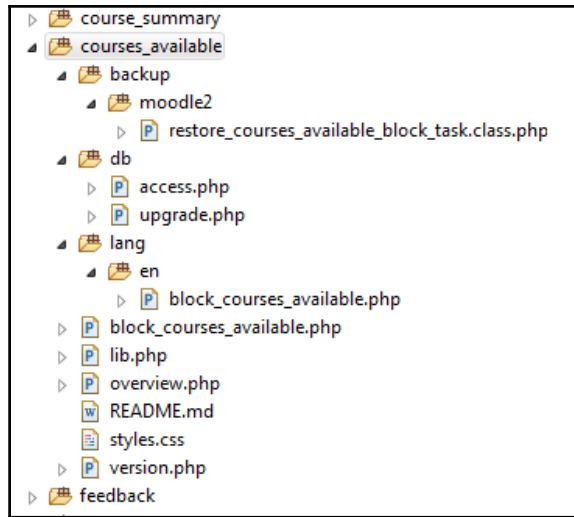 course_summary
courses_available
backup
moodle2
restore_courses_available_block_task.class.php
db
access.php
upgrade.php
lang
en
block_courses_available.php
block_courses_available.php
lib.php
overview.php
README.md
styles.css
version.php
feedback